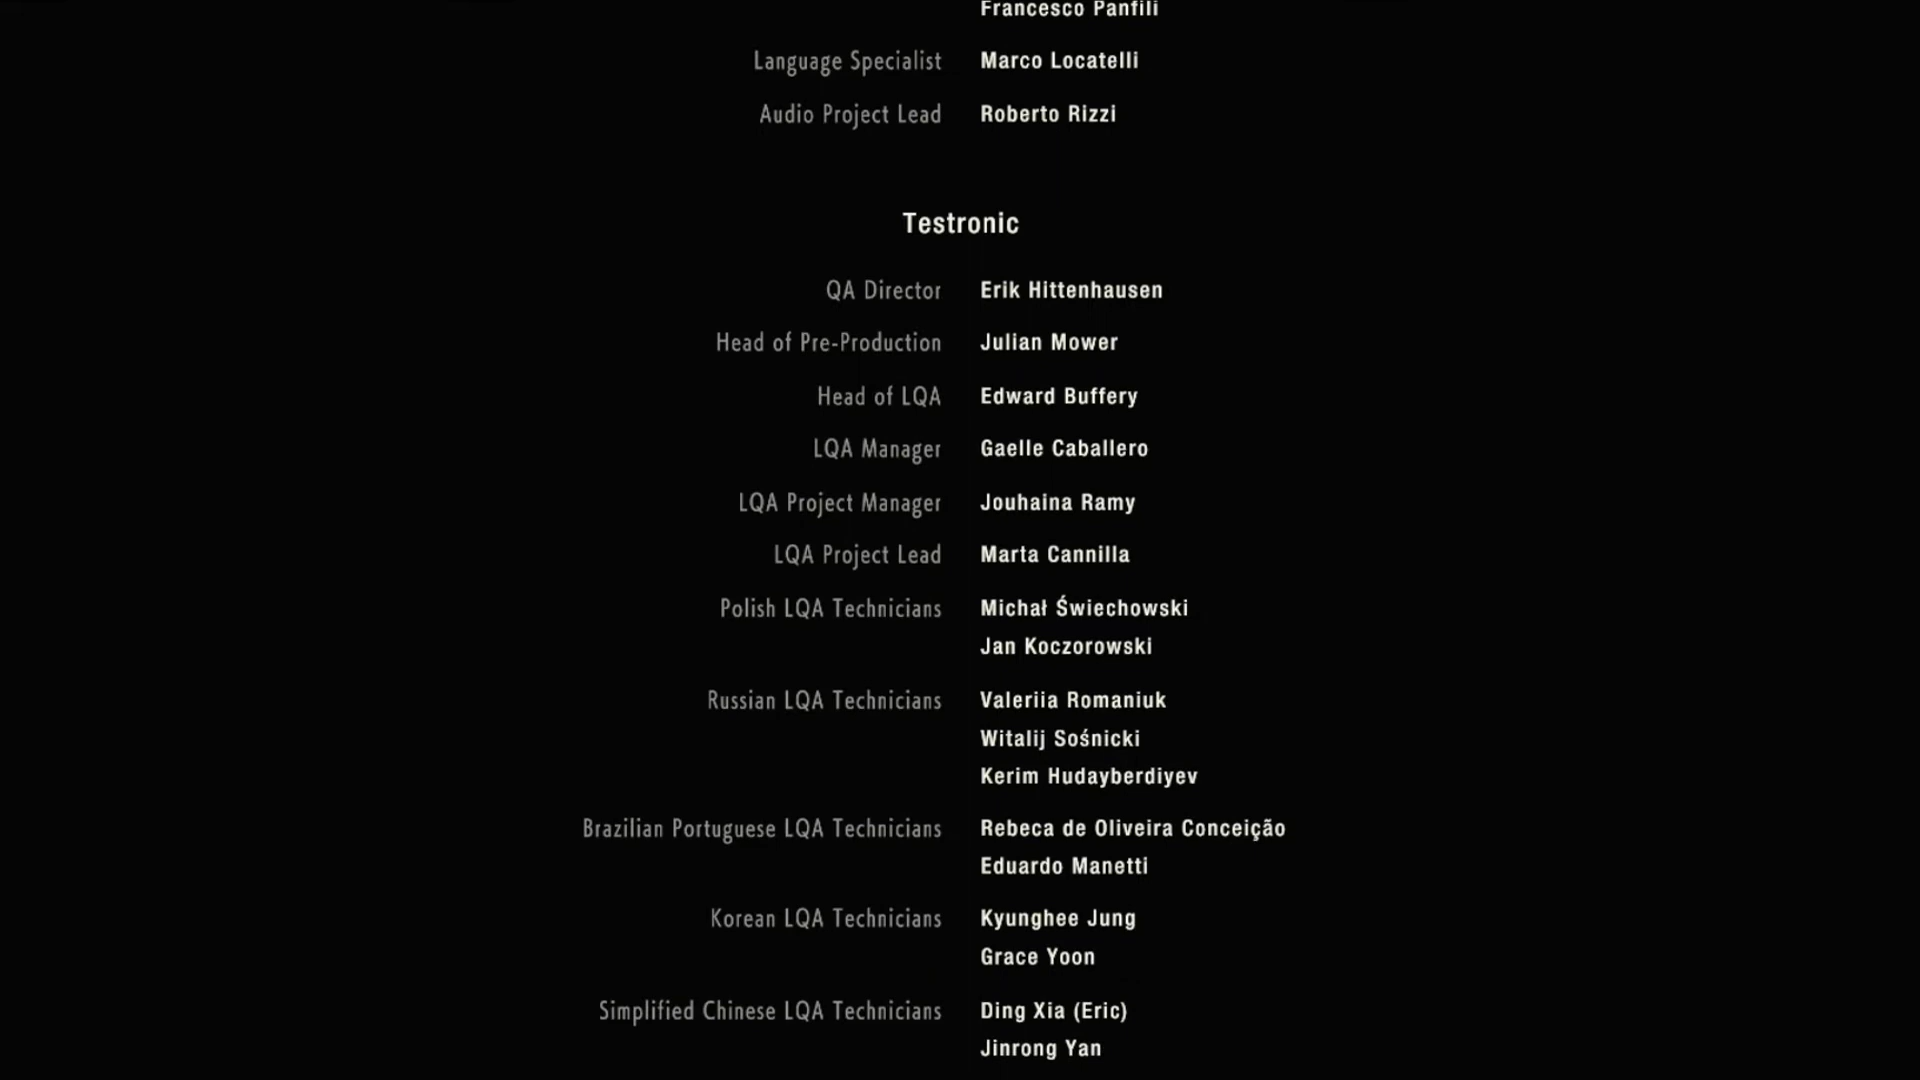 Francesco Panfili
Language Specialist Marco Locatelli
Audio Project Lead Roberto Rizzi
Testronic
QA Director Erik Hittenhausen
Head of Pre-Production Julian Mower
Head of LQA Edward Buffery
LQA Manager Gaelle Caballero
LQA Project Manager Jouhaina Ramy
LQA Project Lead Marta Cannilla
Polish LQA Technicians Michał Świechowski
Jan Koczorowski
Russian LQA Technicians Valeriia Romaniuk
Witalij Sośnicki
Kerim Hudayberdiyev
Brazilian Portuguese LQA Technicians Rebeca de Oliveira Conceição
Eduardo Manetti
Korean LQA Technicians Kyunghee Jung
Grace Yoon
Simplified Chinese LQA Technicians Ding Xia (Eric)
Jinrong Yan